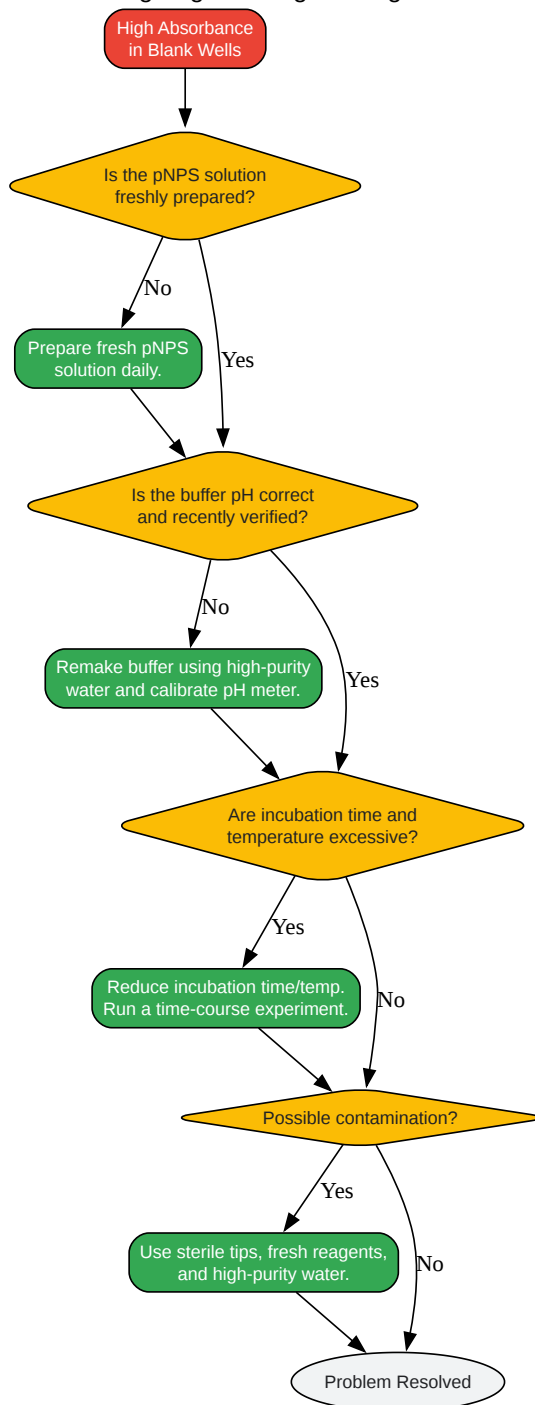 High Absorbance
in Blank Wells
Is the pNPS solution
freshly prepared?
No
Yes
Prepare fresh pNPS
solution daily.
Is the buffer pH correct
and recently verified?
No
Yes
Remake buffer using high-purity
water and calibrate pH meter.
Are incubation time and
temperature excessive?
Yes
No
Reduce incubation time/temp.
Run a time-course experiment.
Possible contamination?
Yes
No
Use sterile tips, fresh reagents,
and high-purity water.
Problem Resolved